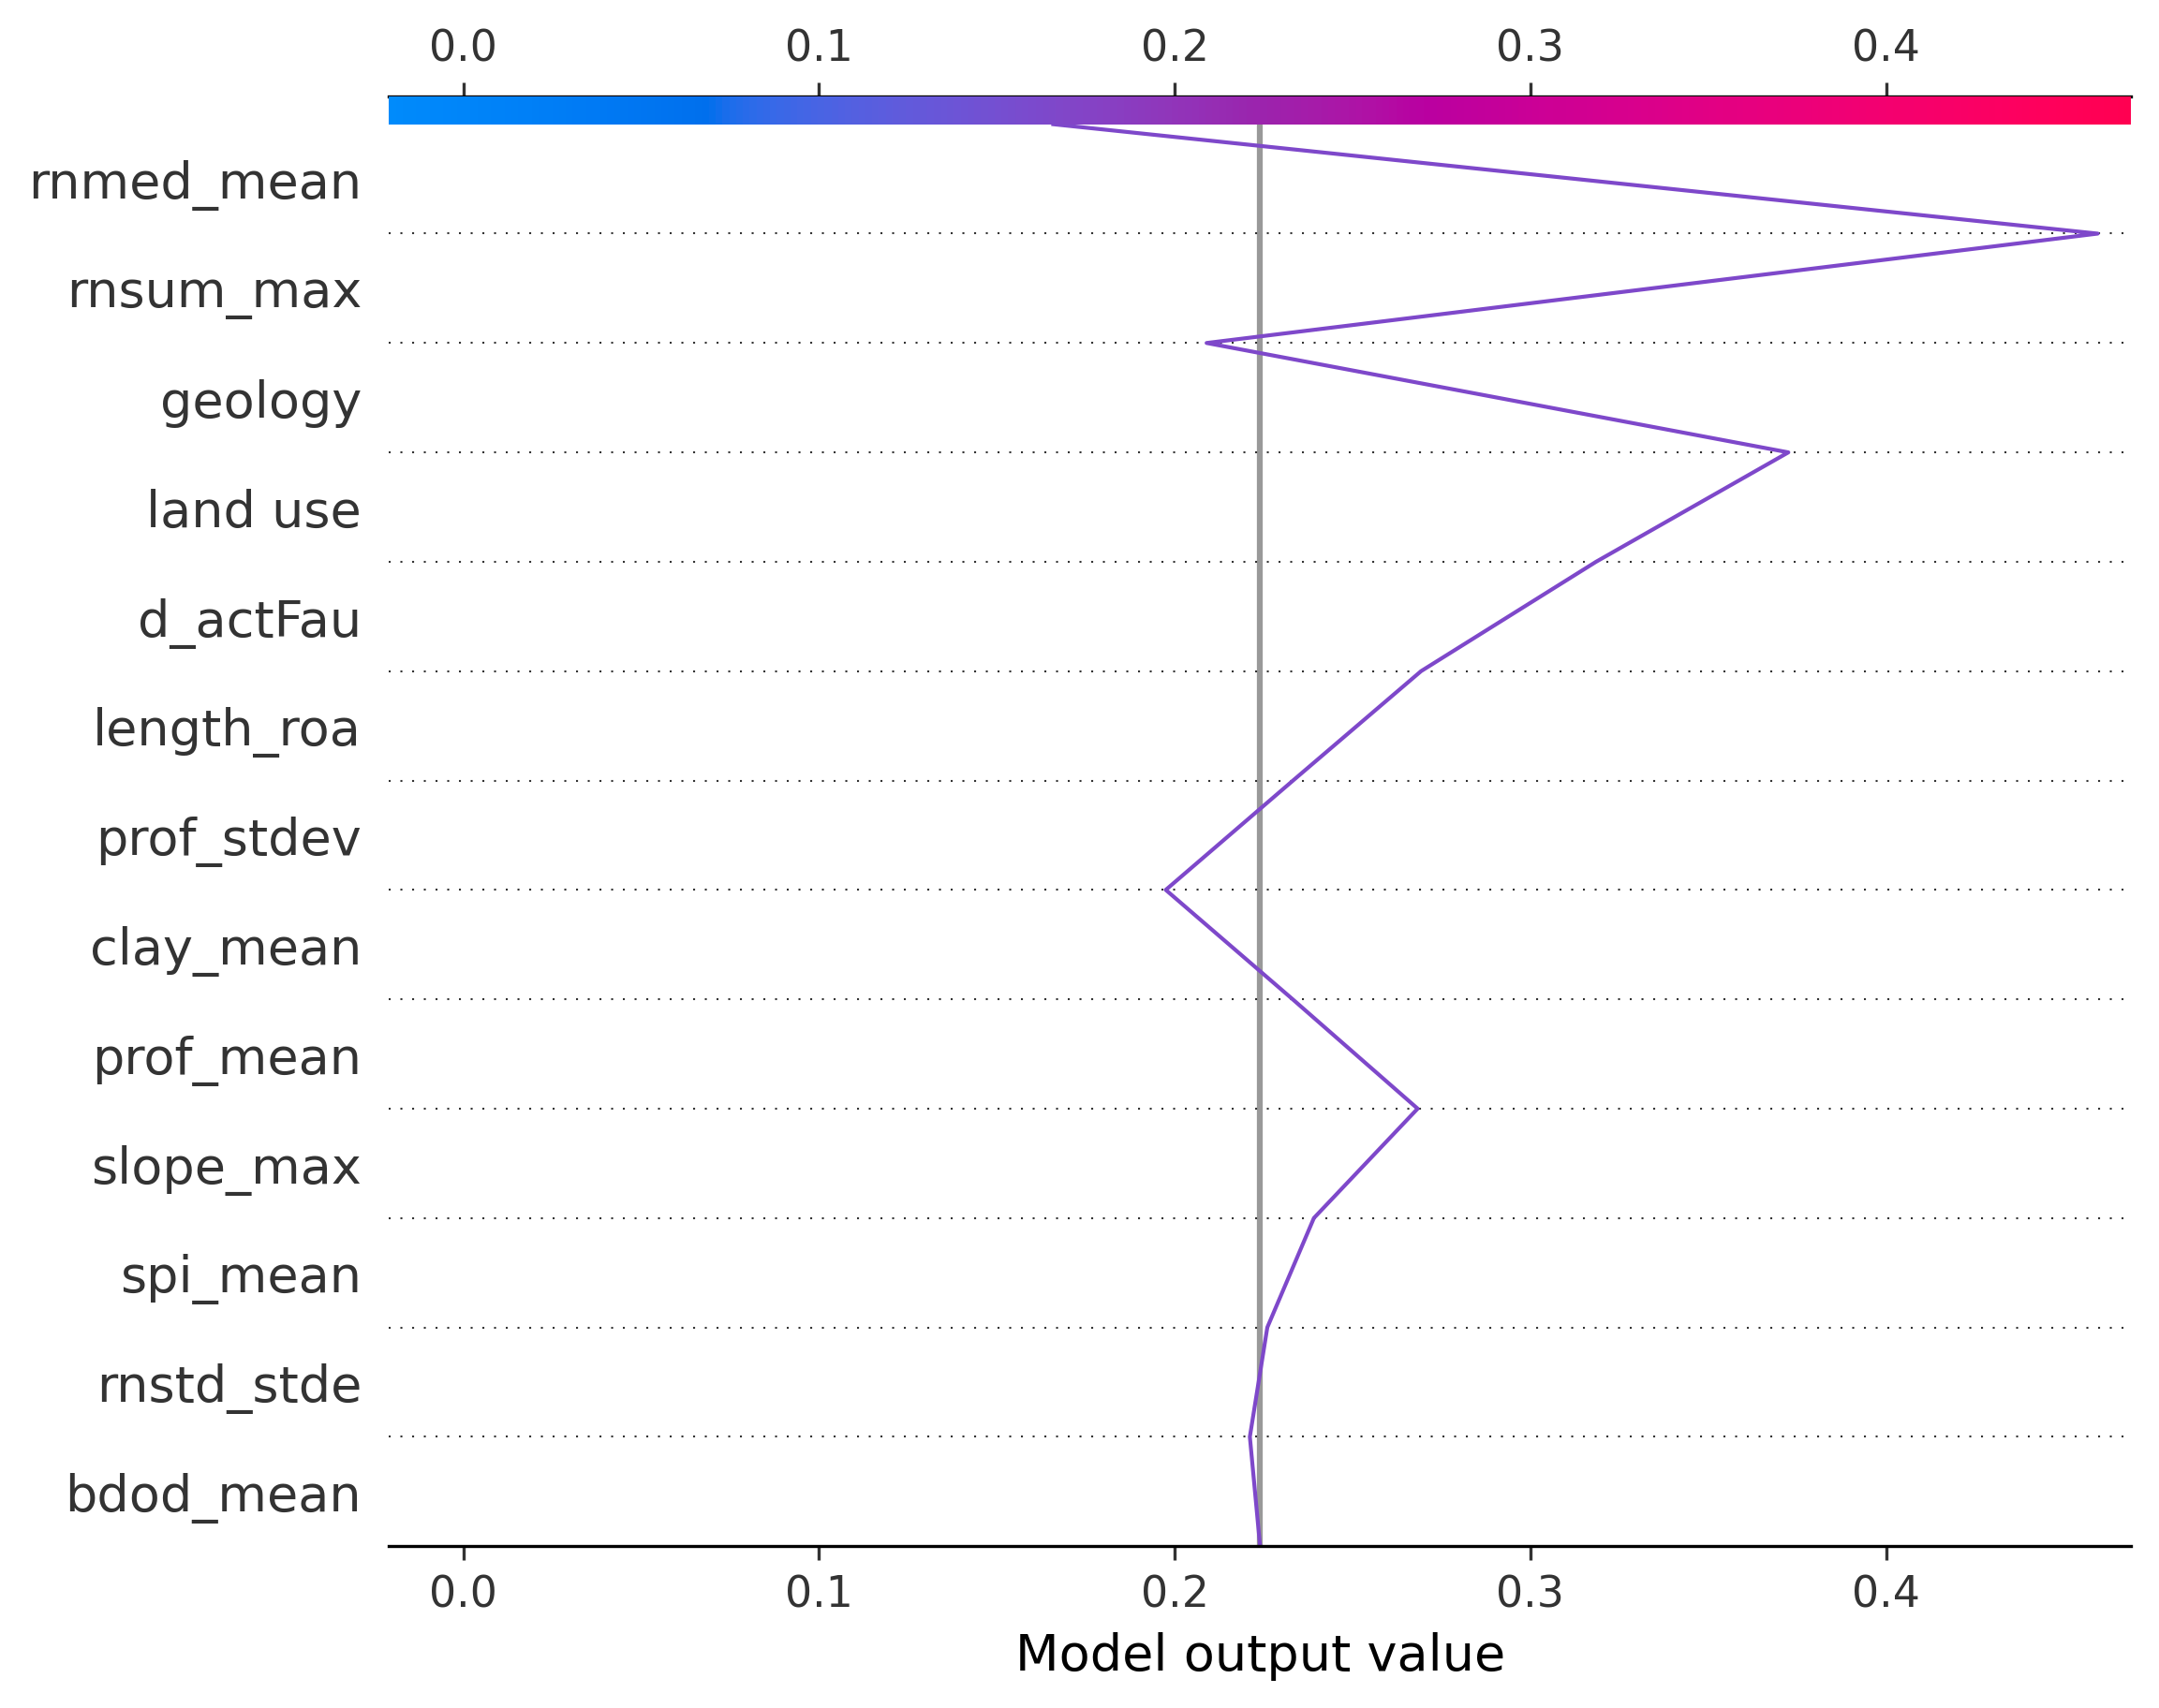 0.0 0.1 0.2 0.3 0.4
rnmed_mean
rnsum_max
geology
land use
d_actFau
length_roa
prof_stdev
clay_mean
prof_mean
slope_max
spi_mean
rnstd_stde
bdod_mean
0.0 0.1 0.2 0.3 0.4
Model output value